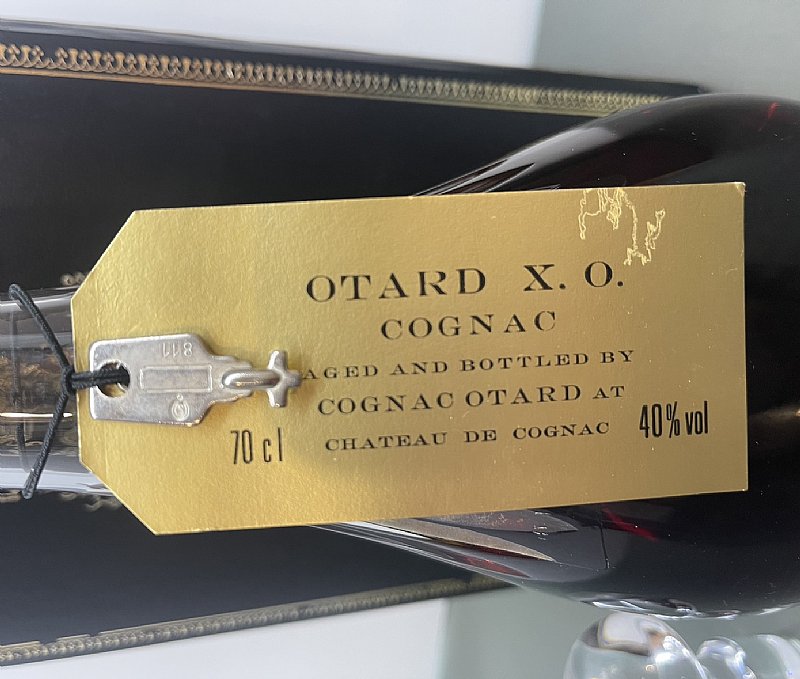 OTARD X. O.
COGNAC
AGED AND BOTTLED BY
COGNAC OTARD AT
CHATEAU DE COGNAC
70 cl
40% vol
811